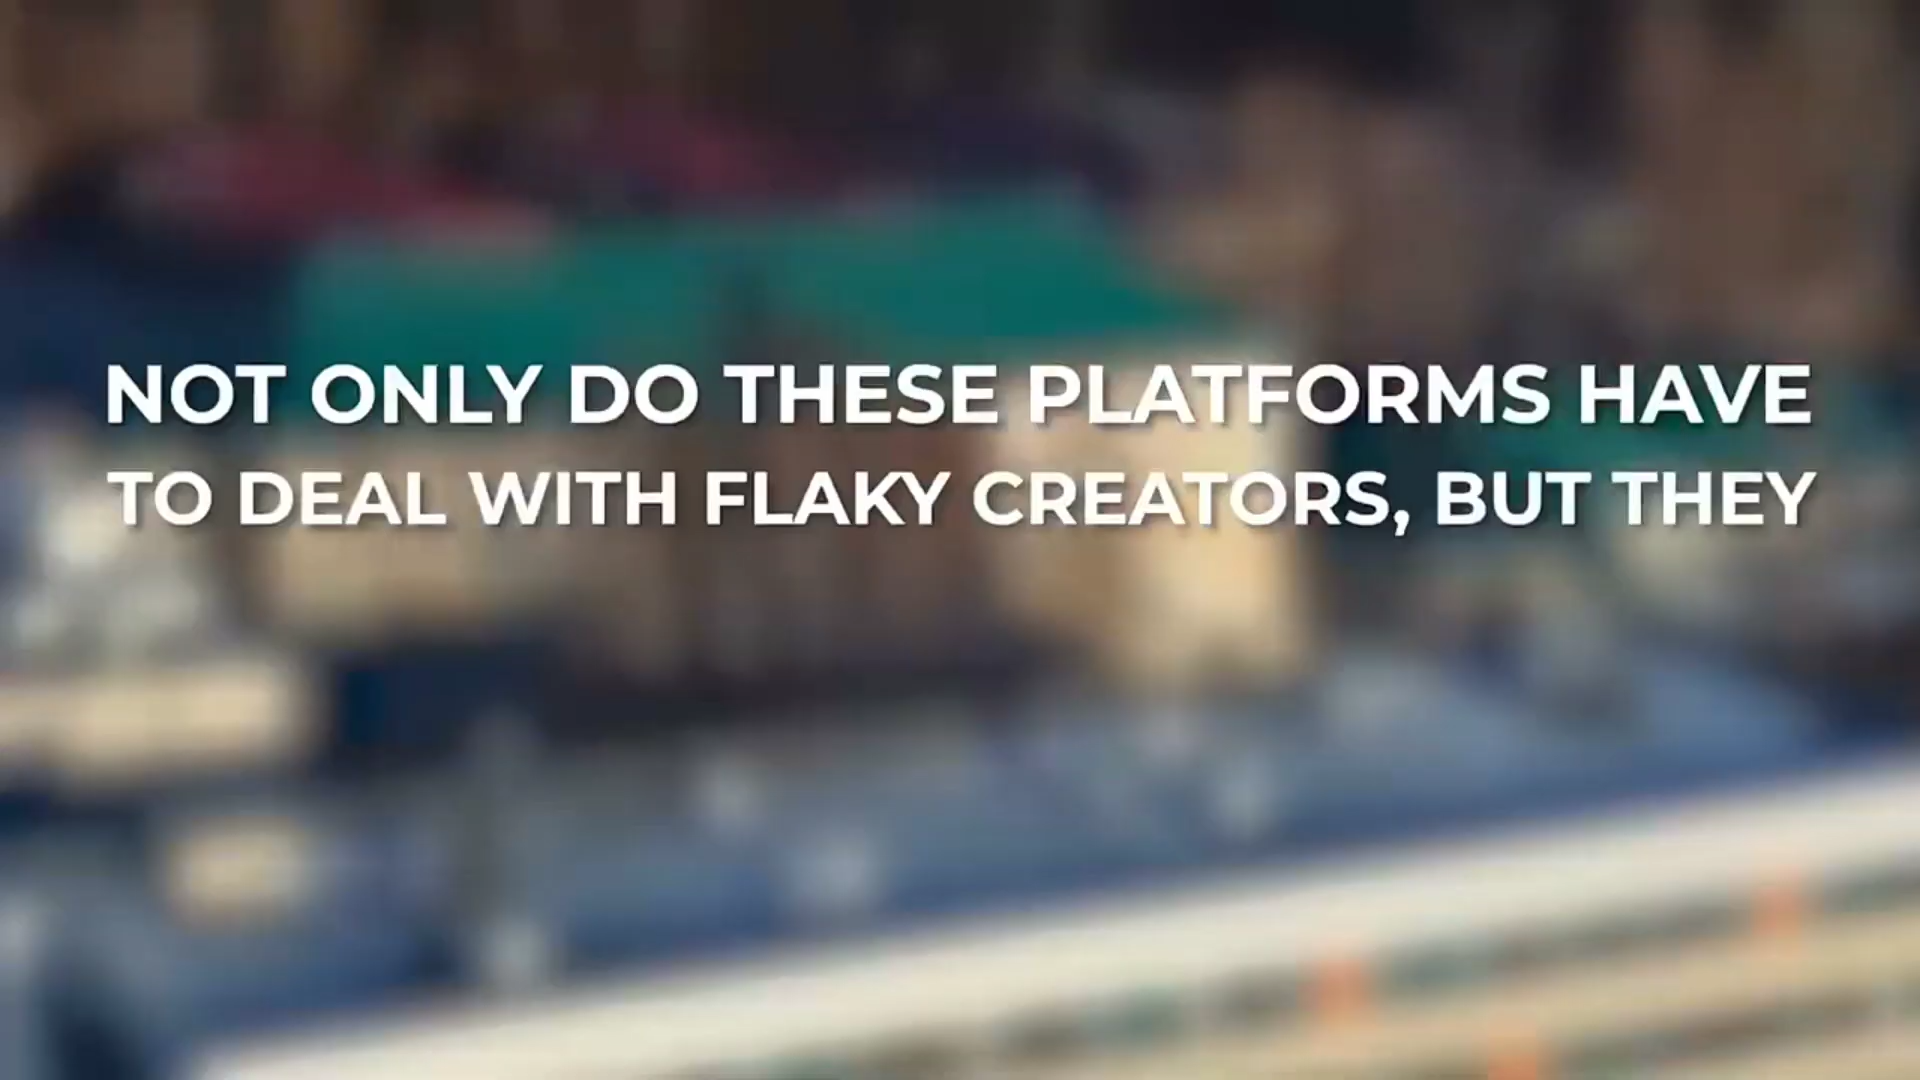 NOT ONLY DO THESE PLATFORMS HAVE
TO DEAL WITH FLAKY CREATORS, BUT THEY